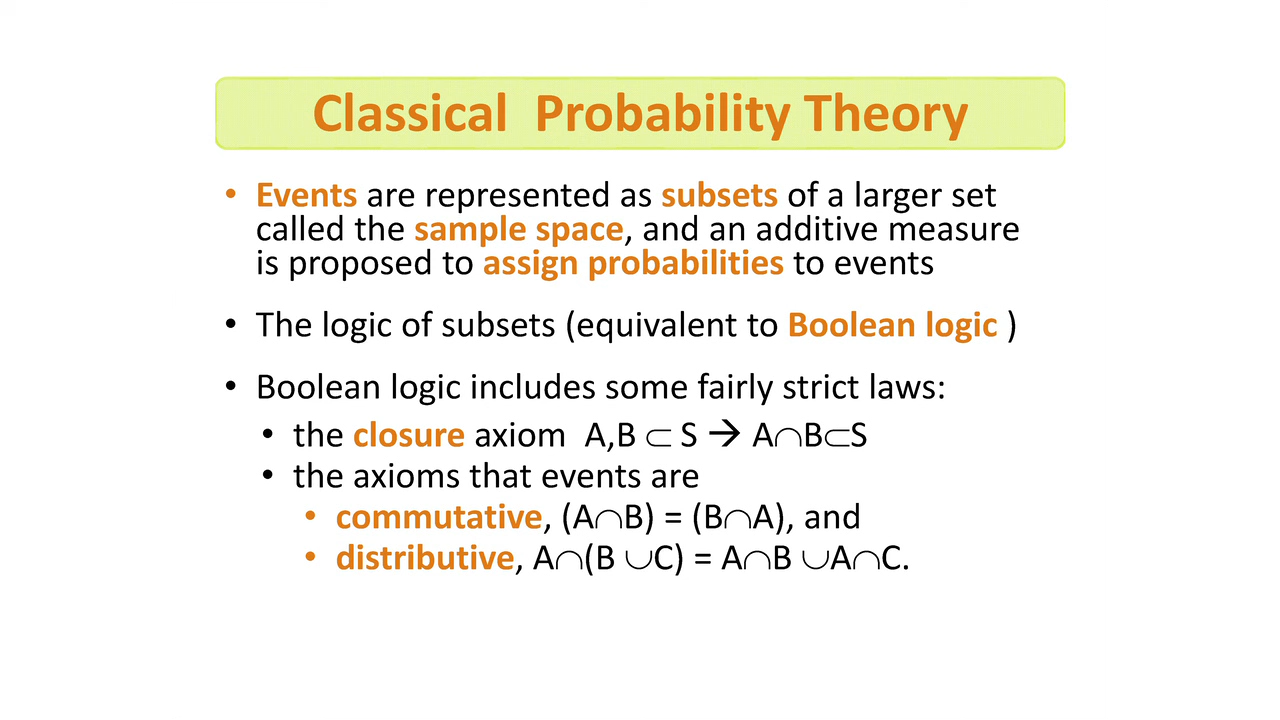 Classical  Probability Theory
• Events are represented as subsets of a larger set
called the sample space, and an additive measure
is proposed to assign probabilities to events
• The logic of subsets (equivalent to Boolean logic )
• Boolean logic includes some fairly strict laws:
• the closure axiom  A,B ⊂ S → A∩B⊂S
• the axioms that events are
• commutative, (A∩B) = (B∩A), and
• distributive, A∩(B ∪C) = A∩B ∪A∩C.